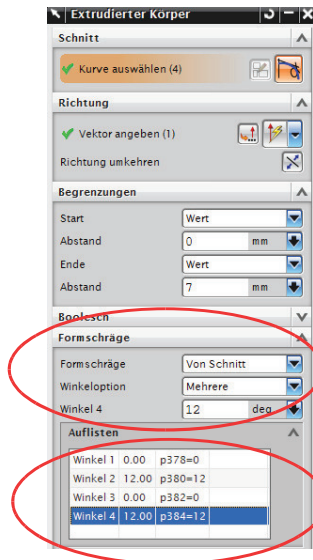 Extrudierter Körper
Schnitt
Kurve auswählen (4)
Richtung
Vektor angeben (1)
Richtung umkehren
Begrenzungen
Start Wert
Abstand 0 mm
Ende Wert
Abstand 7 mm
Boolesch
Formschräge
Formschräge Von Schnitt
Winkeloption Mehrere
Winkel 4 12 deg
Auflisten
Winkel 1 0.00 p378=0
Winkel 2 12.00 p380=12
Winkel 3 0.00 p382=0
Winkel 4 12.00 p384=12